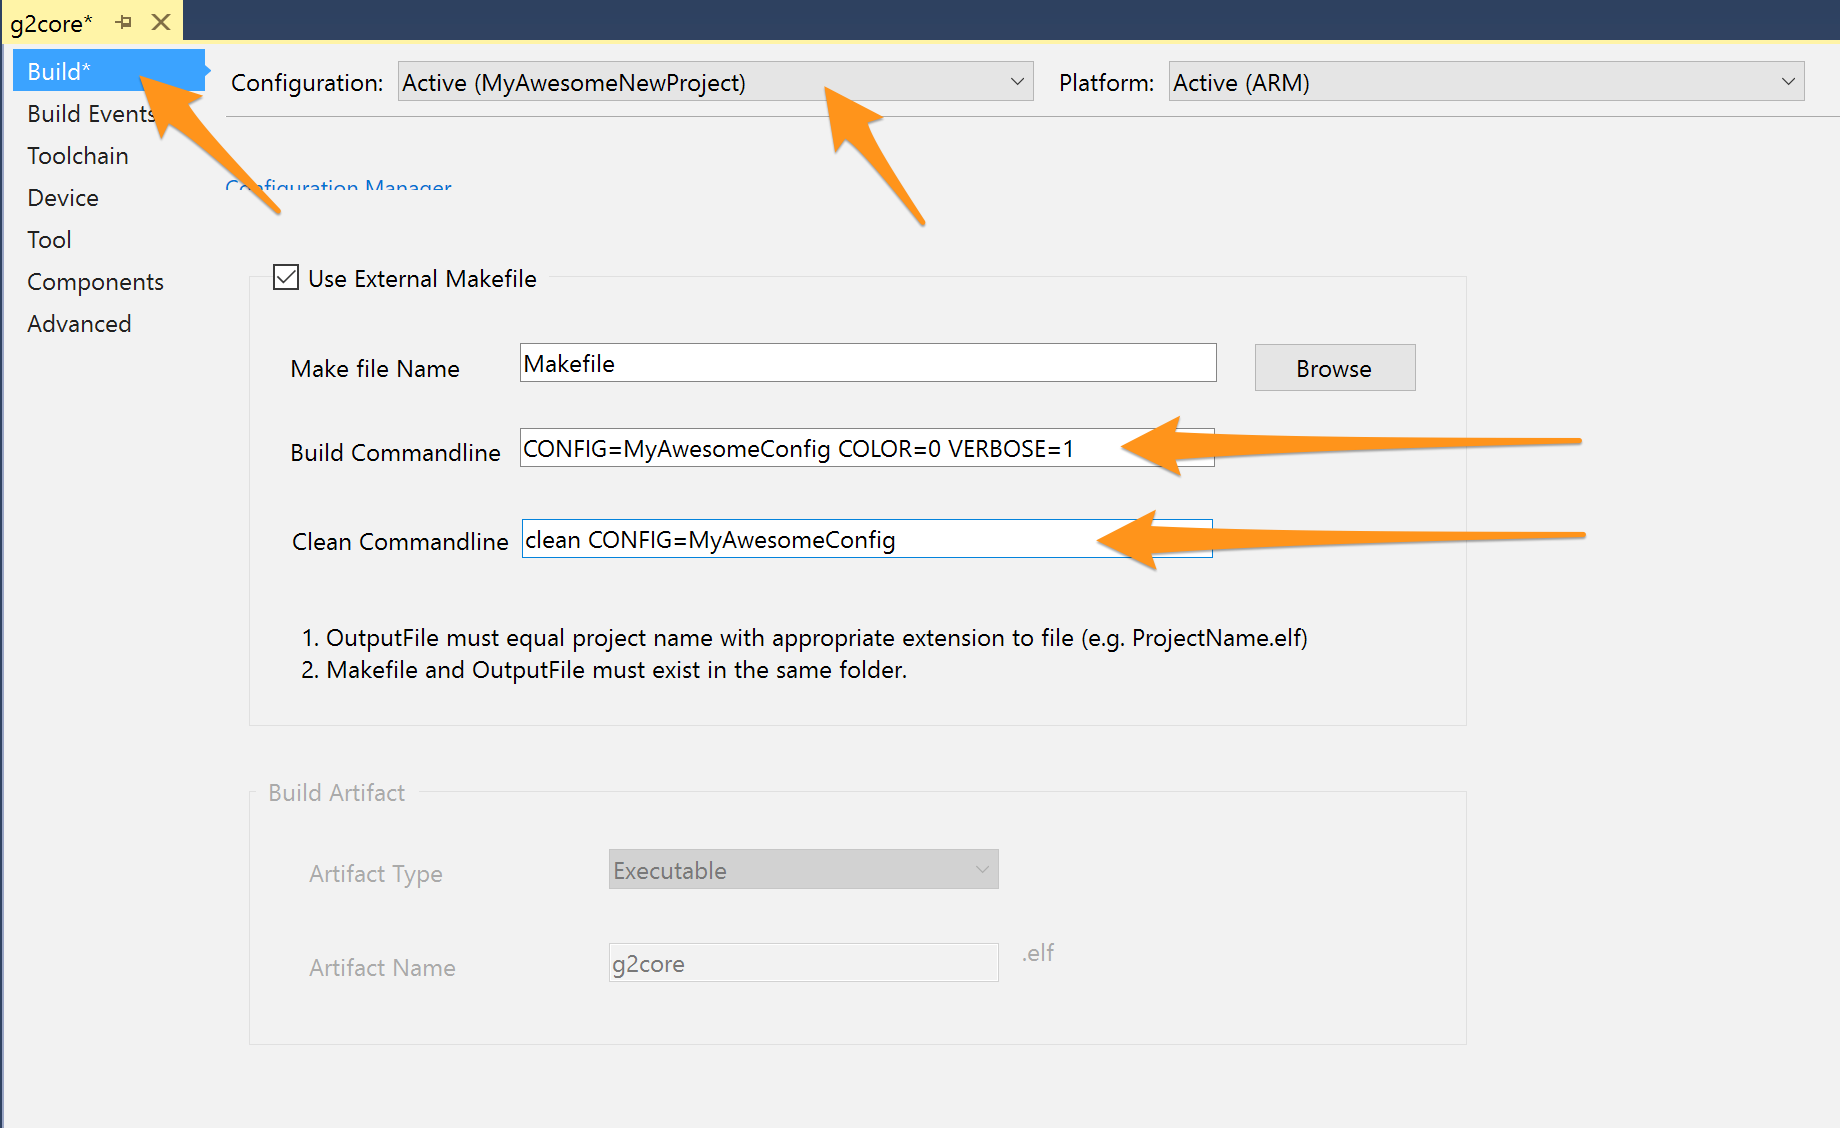 g2core*
Build*
Build Events
Toolchain
Device
Tool
Components
Advanced
Configuration: Active (MyAwesomeNewProject) Platform: Active (ARM)
Configuration Manager
Use External Makefile
Make file Name Makefile Browse
Build Commandline CONFIG=MyAwesomeConfig COLOR=0 VERBOSE=1
Clean Commandline clean CONFIG=MyAwesomeConfig
1. OutputFile must equal project name with appropriate extension to file (e.g. ProjectName.elf)
2. Makefile and OutputFile must exist in the same folder.
Build Artifact
Artifact Type Executable
Artifact Name g2core .elf